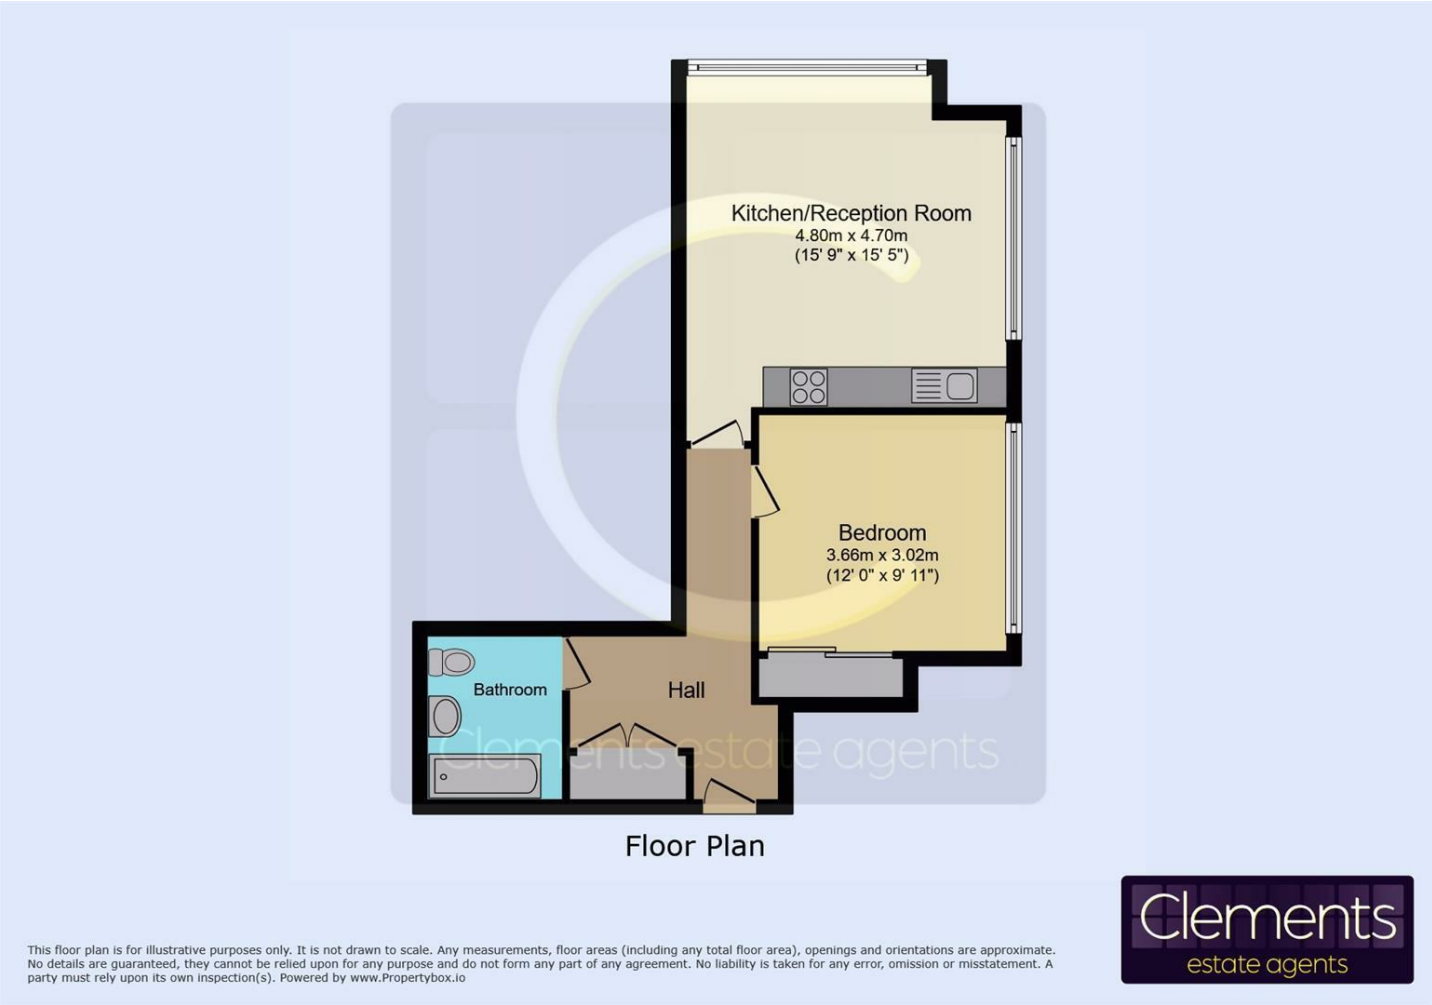 Kitchen/Reception Room
4.80m x 4.70m
(15' 9" x 15' 5")
Bedroom
3.66m x 3.02m
(12' 0" x 9' 11")
Bathroom
Hall
Clements estate agents
Floor Plan
Clements
estate agents
This floor plan is for illustrative purposes only. It is not drawn to scale. Any measurements, floor areas (including any total floor area), openings and orientations are approximate.
No details are guaranteed, they cannot be relied upon for any purpose and do not form any part of any agreement. No liability is taken for any error, omission or misstatement. A
party must rely upon its own inspection(s). Powered by www.Propertybox.io